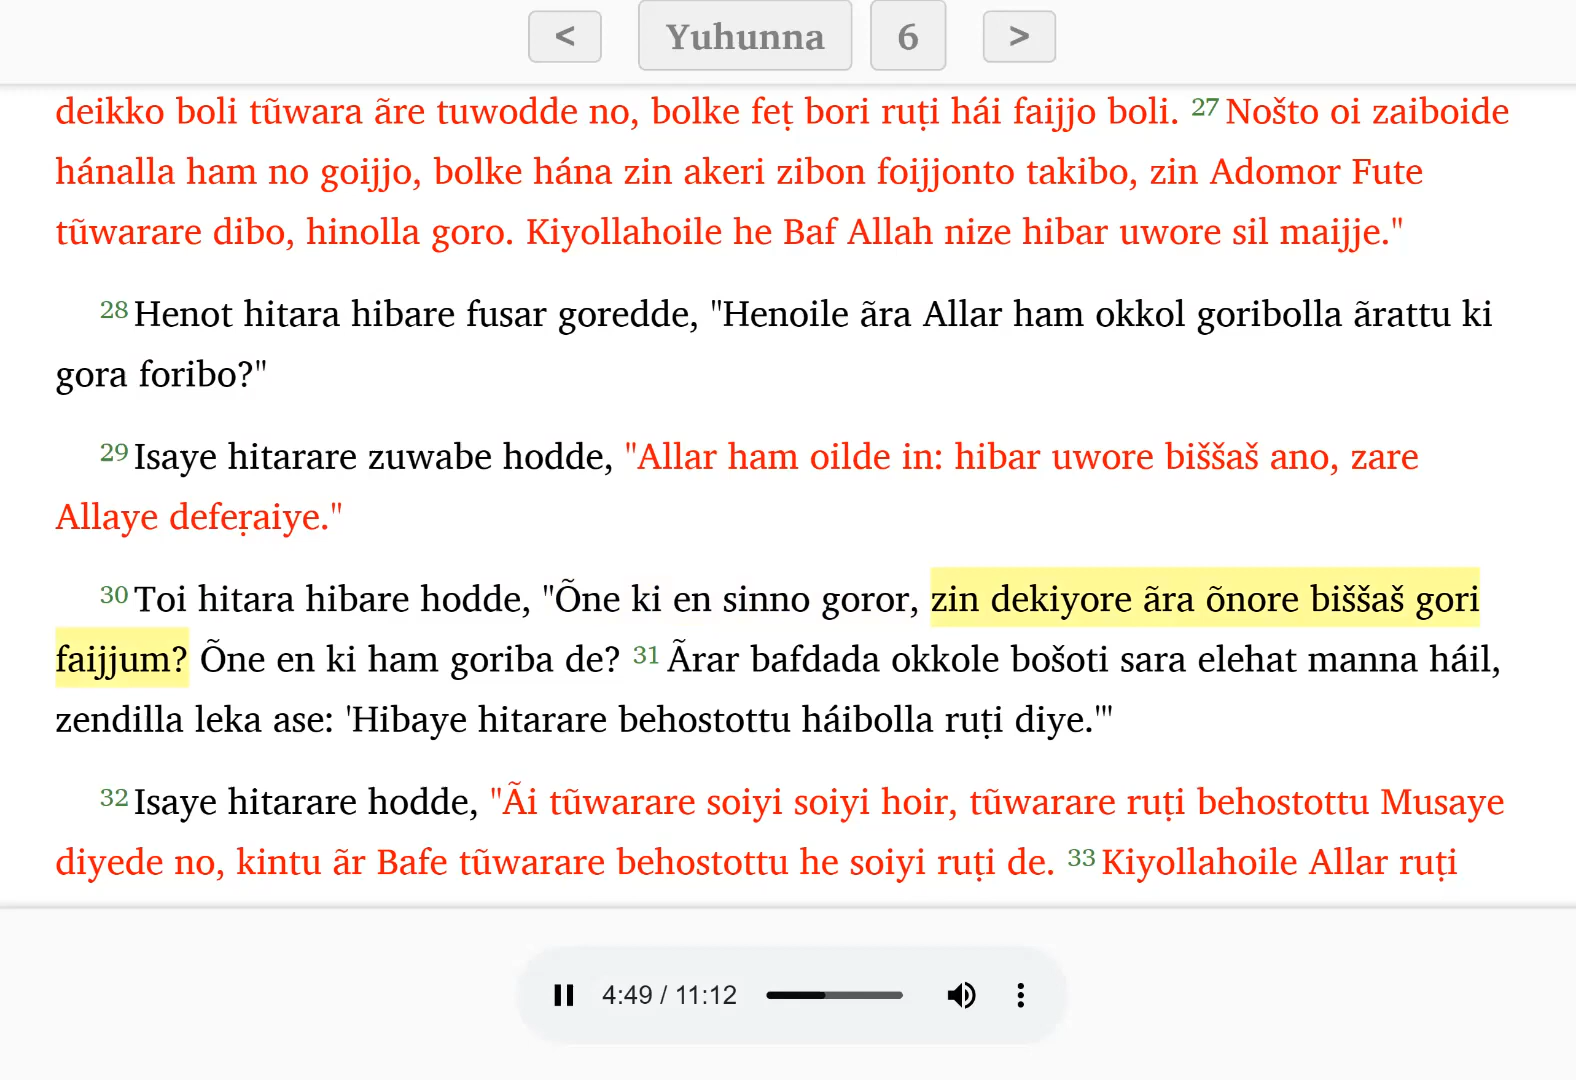 < Yuhunna 6 >
deikko boli tũwara ãre tuwodde no, bolke feṭ bori ruṭi hái faijjo boli. 27 Nošto oi zaiboide
hánalla ham no goijjo, bolke hána zin akeri zibon foijjonto takibo, zin Adomor Fute
tũwarare dibo, hinolla goro. Kiyollahoile he Baf Allah nize hibar uwore sil maijje."
28 Henot hitara hibare fusar goredde, "Henoile ãra Allar ham okkol goribolla ãrattu ki
gora foribo?"
29 Isaye hitarare zuwabe hodde, "Allar ham oilde in: hibar uwore biššaš ano, zare
Allaye defeṛaiye."
30 Toi hitara hibare hodde, "Õne ki en sinno goror, zin dekiyore ãra õnore biššaš gori
faijjum? Õne en ki ham goriba de? 31 Ãrar bafdada okkole bošoti sara elehat manna háil,
zendilla leka ase: 'Hibaye hitarare behostottu háibolla ruṭi diye.'"
32 Isaye hitarare hodde, "Ãi tũwarare soiyi soiyi hoir, tũwarare ruṭi behostottu Musaye
diyede no, kintu ãr Bafe tũwarare behostottu he soiyi ruṭi de. 33 Kiyollahoile Allar ruṭi
4:49 / 11:12